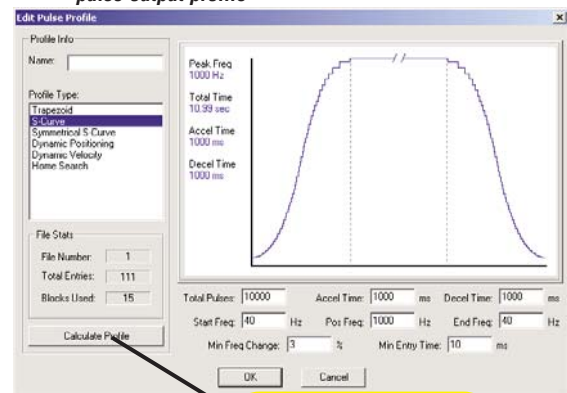 pulse output profile
Edit Pulse Profile
Profile Info
Name:
Profile Type:
Trapezoid
S-Curve
Symmetrical S-Curve
Dynamic Positioning
Dynamic Velocity
Home Search
File Stats
File Number: 1
Total Entries: 111
Blocks Used: 15
Calculate Profile
Peak Freq
1000 Hz
Total Time
10.99 sec
Accel Time
1000 ms
Decel Time
1000 ms
Total Pulses: 10000 Accel Time: 1000 ms Decel Time: 1000 ms
Start Freq: 40 Hz Pos Freq: 1000 Hz End Freq: 40 Hz
Min Freq Change: 3 % Min Entry Time: 10 ms
OK Cancel